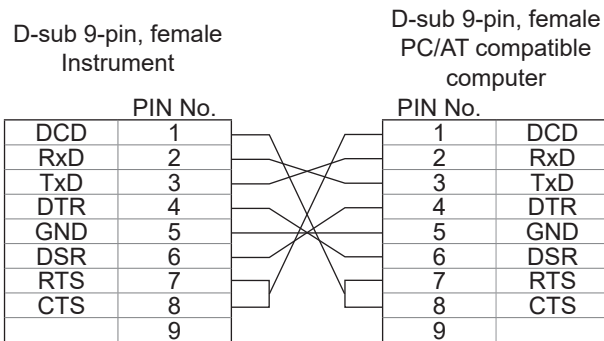 D-sub 9-pin, female
Instrument
D-sub 9-pin, female
PC/AT compatible
computer
PIN No.
PIN No.
DCD 1
RxD 2
TxD 3
DTR 4
GND 5
DSR 6
RTS 7
CTS 8
9
1 DCD
2 RxD
3 TxD
4 DTR
5 GND
6 DSR
7 RTS
8 CTS
9